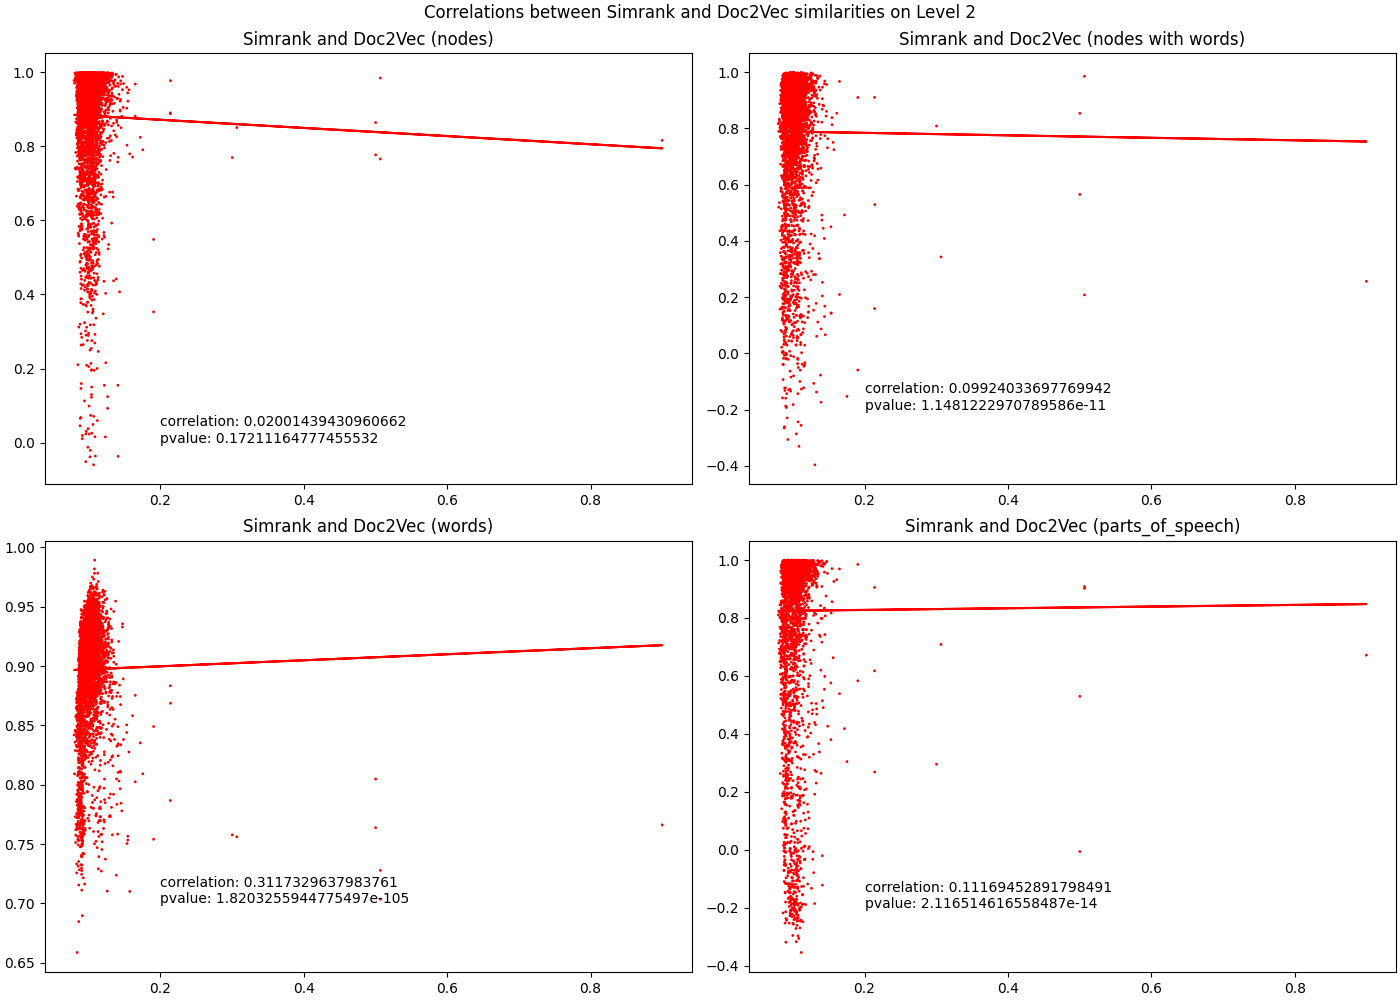 Correlations between Simrank and Doc2Vec similarities on Level 2
Simrank and Doc2Vec (nodes)
1.0
0.8
0.6
0.4
0.2
0.0
correlation: 0.02001439430960662
pvalue: 0.17211164777455532
0.2 0.4 0.6 0.8
Simrank and Doc2Vec (nodes with words)
1.0
0.8
0.6
0.4
0.2
0.0
−0.2
−0.4
correlation: 0.09924033697769942
pvalue: 1.1481222970789586e-11
0.2 0.4 0.6 0.8
Simrank and Doc2Vec (words)
1.00
0.95
0.90
0.85
0.80
0.75
0.70
0.65
correlation: 0.3117329637983761
pvalue: 1.8203255944775497e-105
0.2 0.4 0.6 0.8
Simrank and Doc2Vec (parts_of_speech)
1.0
0.8
0.6
0.4
0.2
0.0
−0.2
−0.4
correlation: 0.11169452891798491
pvalue: 2.116514616558487e-14
0.2 0.4 0.6 0.8